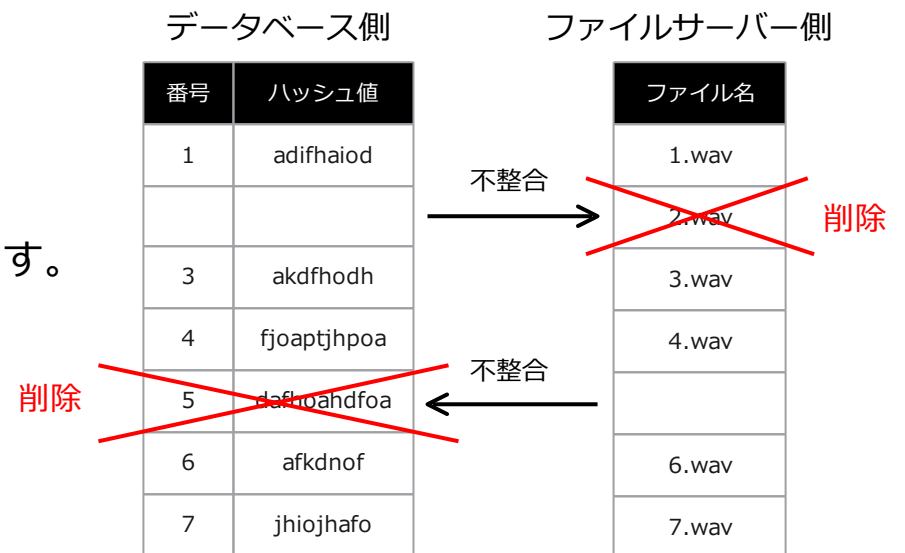 データベース側
ファイルサーバー側
番号 ハッシュ値
ファイル名
1 adifhaiod
1.wav
不整合
2.wav
削除
す。
3 akdfhodh
3.wav
4 fjoaptjhpoa
4.wav
不整合
削除
5 dafhoahdfoa
6 afkdnof
6.wav
7 jhiojhafo
7.wav